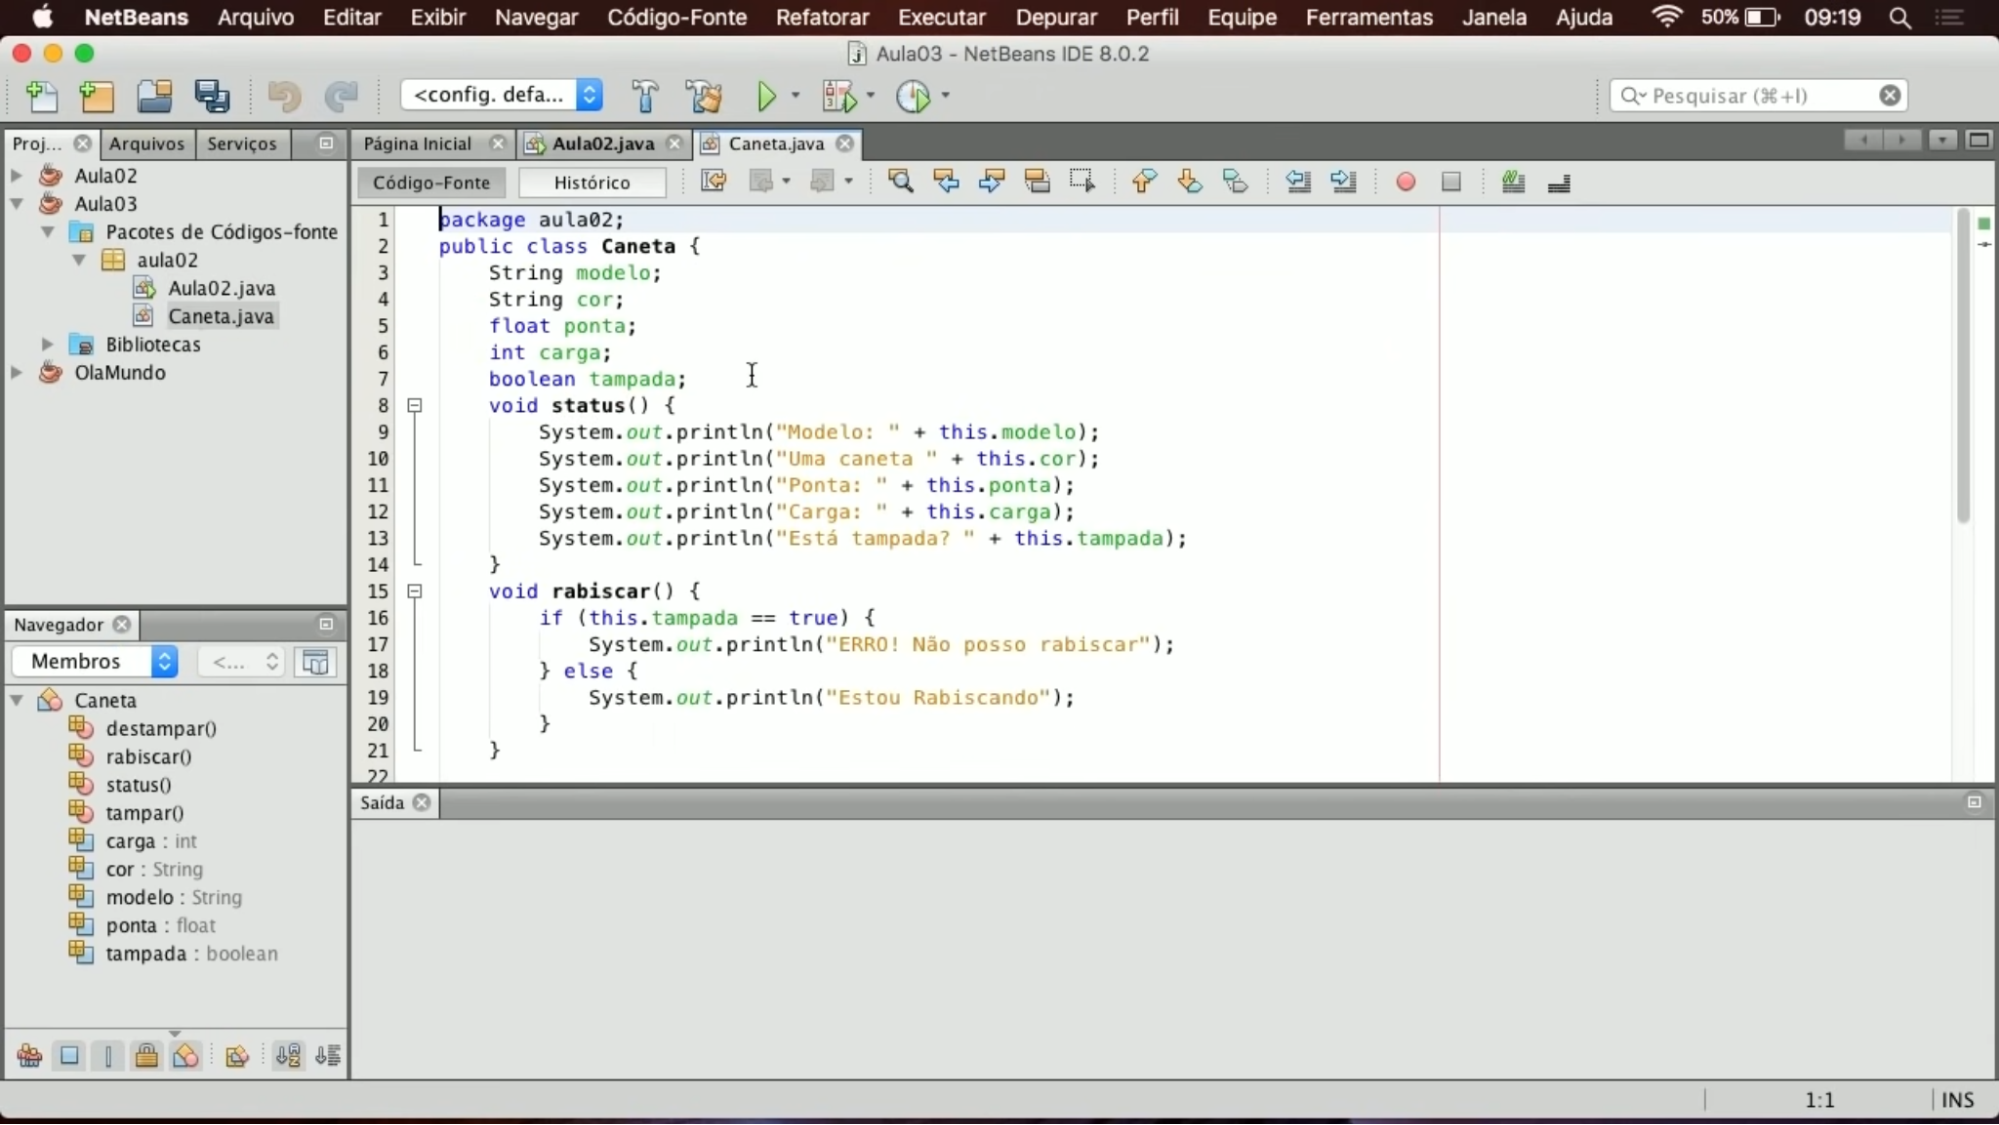 NetBeans Arquivo Editar Exibir Navegar Código-Fonte Refatorar Executar Depurar Perfil Equipe Ferramentas Janela Ajuda 50% 09:19
Aula03 - NetBeans IDE 8.0.2
<config. defa... Pesquisar (⌘+I)
Proj... Arquivos Serviços
Página Inicial Aula02.java Caneta.java
Código-Fonte Histórico
Aula02
Aula03
Pacotes de Códigos-fonte
aula02
Aula02.java
Caneta.java
Bibliotecas
OlaMundo
1 package aula02;
2 public class Caneta {
3 String modelo;
4 String cor;
5 float ponta;
6 int carga;
7 boolean tampada;
8 void status() {
9 System.out.println("Modelo: " + this.modelo);
10 System.out.println("Uma caneta " + this.cor);
11 System.out.println("Ponta: " + this.ponta);
12 System.out.println("Carga: " + this.carga);
13 System.out.println("Está tampada? " + this.tampada);
14 }
15 void rabiscar() {
16 if (this.tampada == true) {
17 System.out.println("ERRO! Não posso rabiscar");
18 } else {
19 System.out.println("Estou Rabiscando");
20 }
21 }
22
Navegador
Membros <...
Caneta
destampar()
rabiscar()
status()
tampar()
carga : int
cor : String
modelo : String
ponta : float
tampada : boolean
Saída
1:1 INS